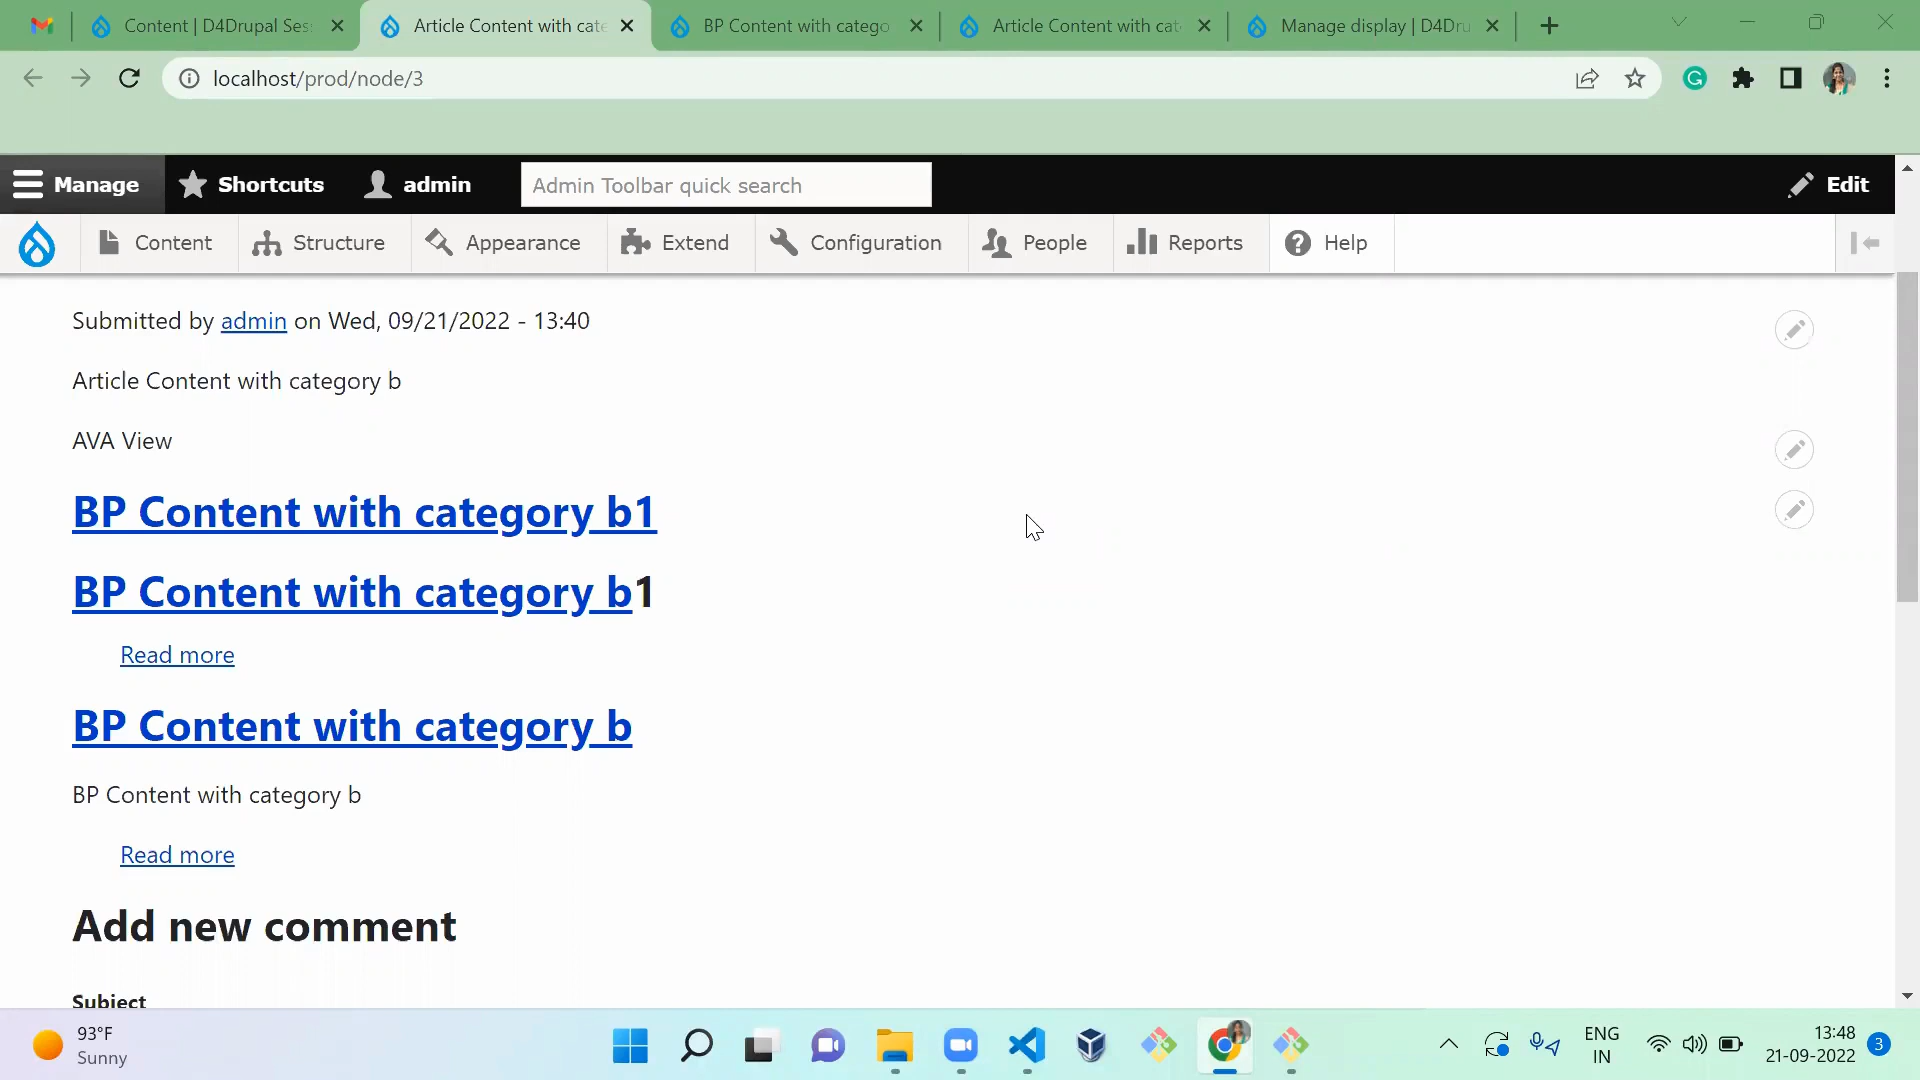 Content | D4Drupal Ses
Article Content with cate
BP Content with catego
Article Content with cat
Manage display | D4Dru
localhost/prod/node/3
Manage
Shortcuts
admin
Admin Toolbar quick search
Edit
Content
Structure
Appearance
Extend
Configuration
People
Reports
Help
Submitted by admin on Wed, 09/21/2022 - 13:40
Article Content with category b
AVA View
BP Content with category b1
BP Content with category b1
Read more
BP Content with category b
BP Content with category b
Read more
Add new comment
Subject
93°F
Sunny
ENG
IN
13:48
21-09-2022
3